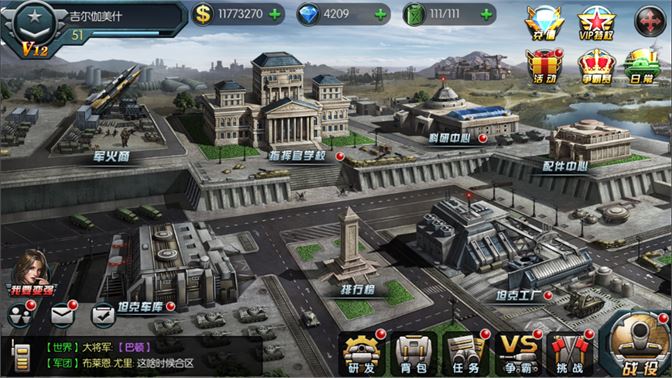 吉尔伽美什
51
V12
11773270
4209
111/111
充值
VIP特权
活动
争霸赛
日常
军火商
指挥官学校
科研中心
配件中心
我要变强
坦克车库
排行榜
坦克工厂
【世界】大将军:【巴顿】
【军团】布莱恩.尤里:这啥时候合区
研发
背包
任务
VS
争霸
挑战
战役